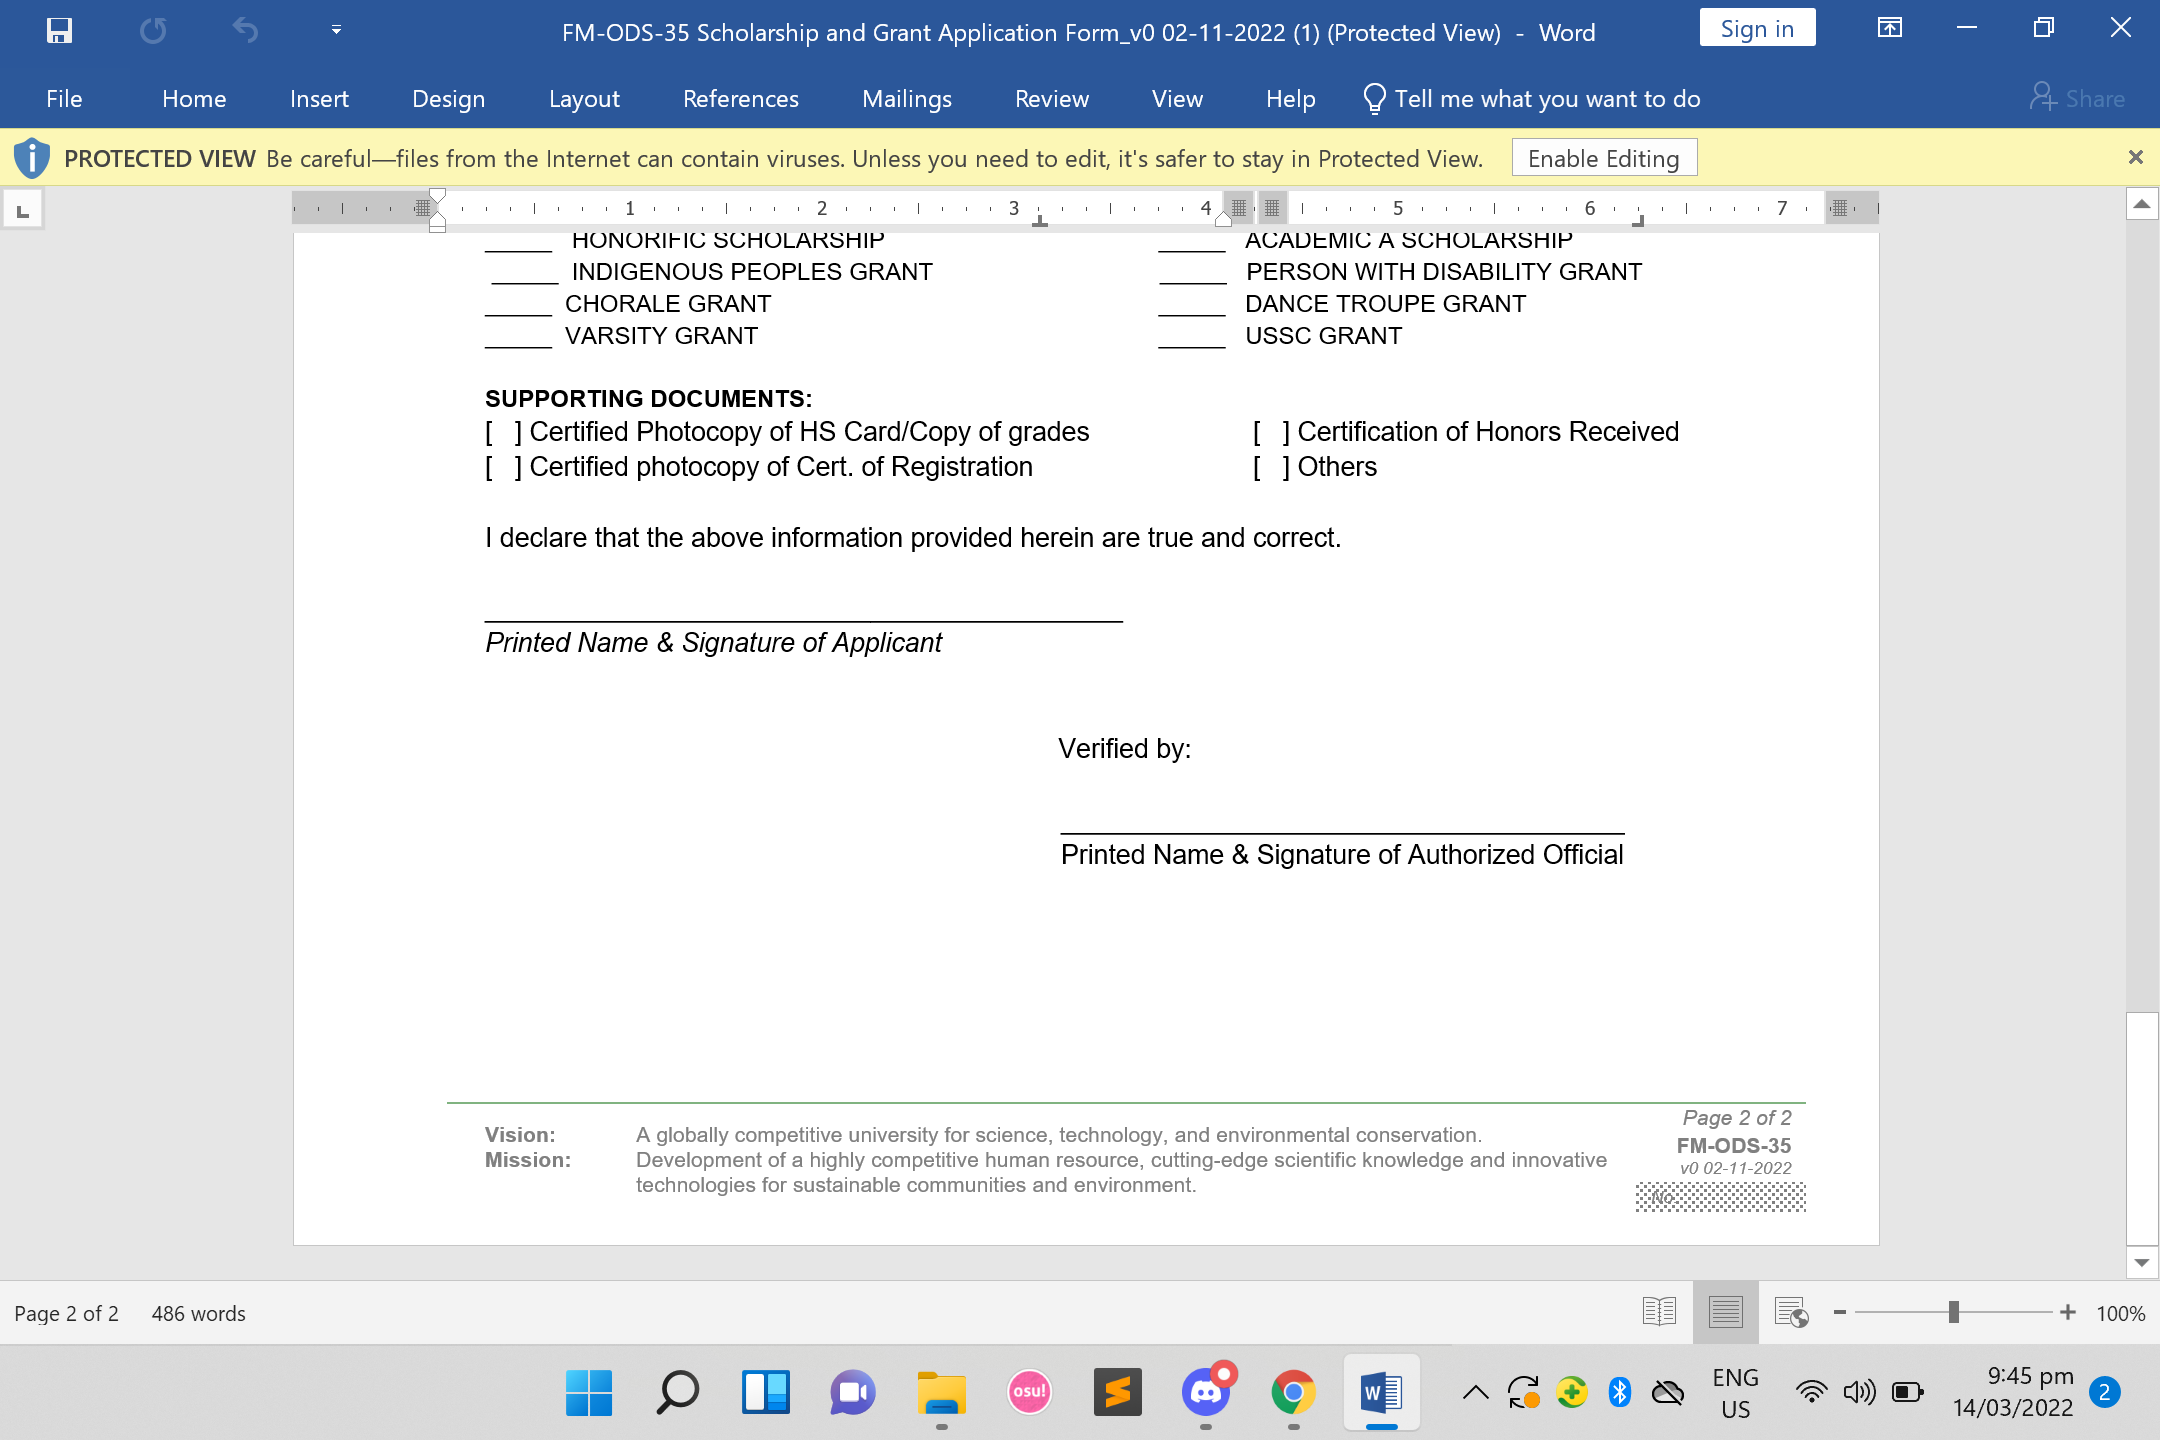 FM-ODS-35 Scholarship and Grant Application Form_v0 02-11-2022 (1) (Protected View) - Word
Sign in
File Home Insert Design Layout References Mailings Review View Help Tell me what you want to do Share
PROTECTED VIEW Be careful—files from the Internet can contain viruses. Unless you need to edit, it's safer to stay in Protected View. Enable Editing
1 2 3 4 5 6 7
_____ HONORIFIC SCHOLARSHIP _____ ACADEMIC A SCHOLARSHIP
_____ INDIGENOUS PEOPLES GRANT _____ PERSON WITH DISABILITY GRANT
_____ CHORALE GRANT _____ DANCE TROUPE GRANT
_____ VARSITY GRANT _____ USSC GRANT
SUPPORTING DOCUMENTS:
[ ] Certified Photocopy of HS Card/Copy of grades [ ] Certification of Honors Received
[ ] Certified photocopy of Cert. of Registration [ ] Others
I declare that the above information provided herein are true and correct.
Printed Name & Signature of Applicant
Verified by:
Printed Name & Signature of Authorized Official
Page 2 of 2
Vision: A globally competitive university for science, technology, and environmental conservation.
FM-ODS-35
Mission: Development of a highly competitive human resource, cutting-edge scientific knowledge and innovative
v0 02-11-2022
technologies for sustainable communities and environment.
No
Page 2 of 2 486 words 100%
osu!
W
ENG
US
9:45 pm
14/03/2022
2